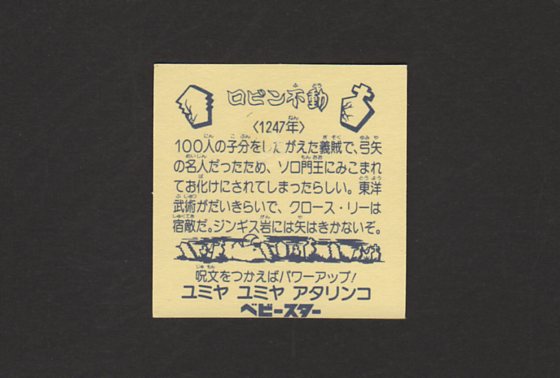 ロビン不動
〈1247年〉
100人の子分をしたがえた義賊で、弓矢
の名人だったため、ソロ門王にみこまれ
てお化けにされてしまったらしい。東洋
武術がだいきらいで、クロース・リーは
宿敵だ。ジンギス岩には矢はきかないぞ。
呪文をつかえばパワーアップ!
ユミヤ ユミヤ アタリンコ
ベビースター